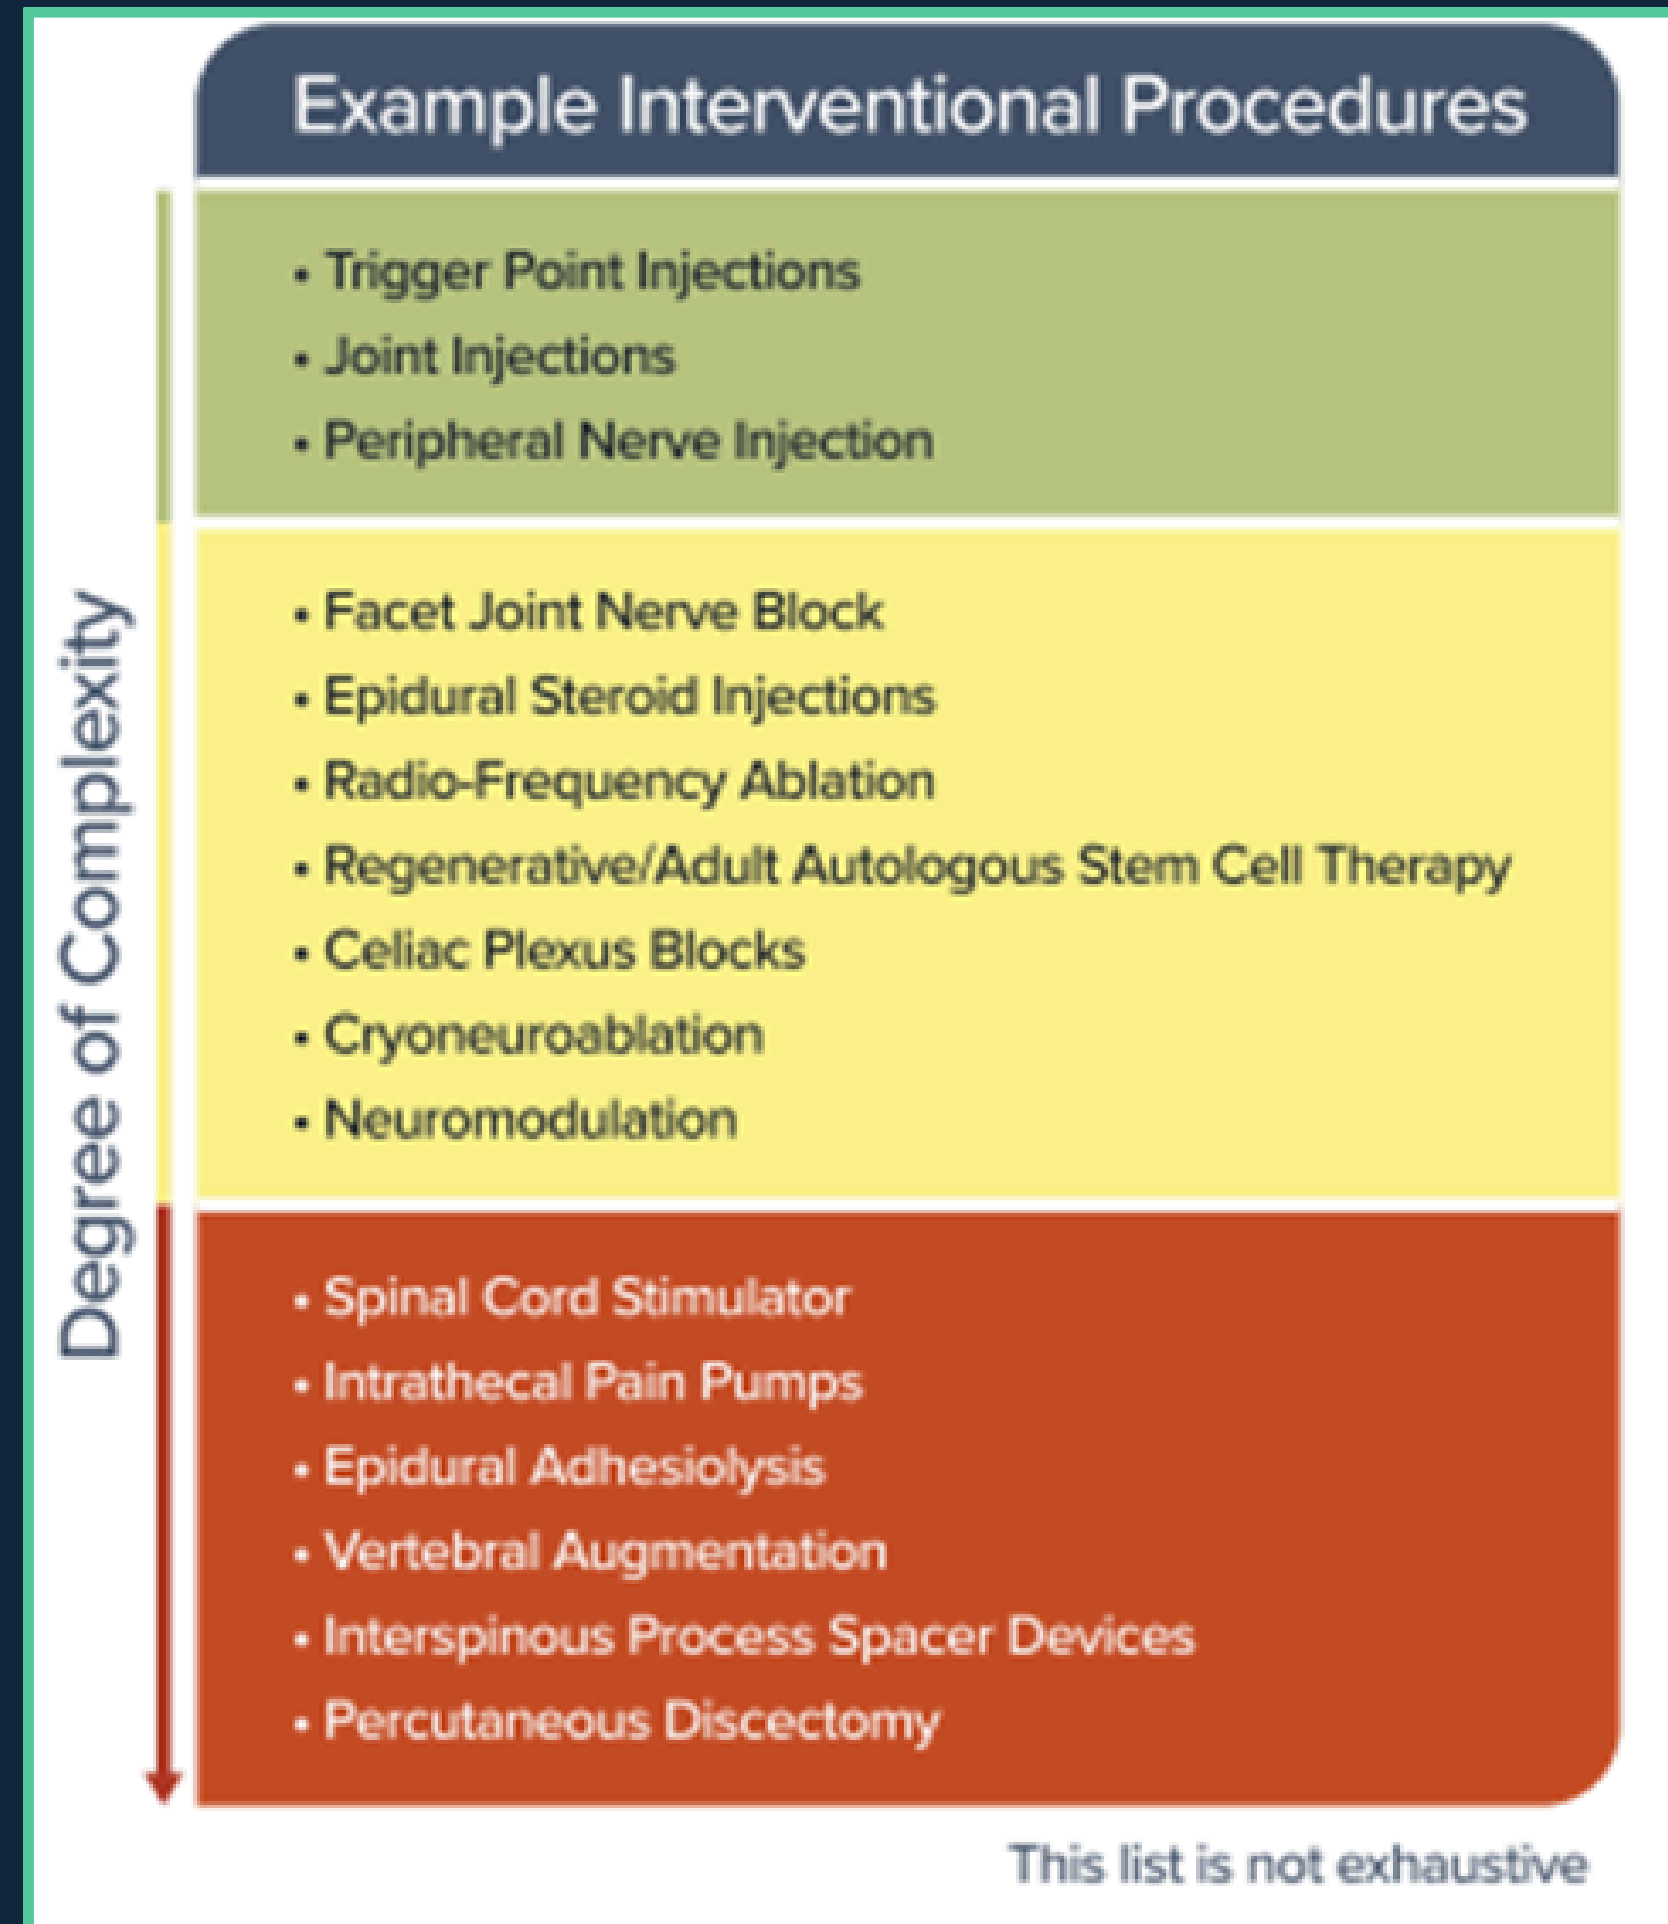 Example Interventional Procedures
• Trigger Point Injections
• Joint Injections
• Peripheral Nerve Injection
Degree of Complexity
• Facet Joint Nerve Block
• Epidural Steroid Injections
• Radio-Frequency Ablation
• Regenerative/Adult Autologous Stem Cell Therapy
• Celiac Plexus Blocks
• Cryoneuroablation
• Neuromodulation
• Spinal Cord Stimulator
• Intrathecal Pain Pumps
• Epidural Adhesiolysis
• Vertebral Augmentation
• Interspinous Process Spacer Devices
• Percutaneous Discectomy
This list is not exhaustive